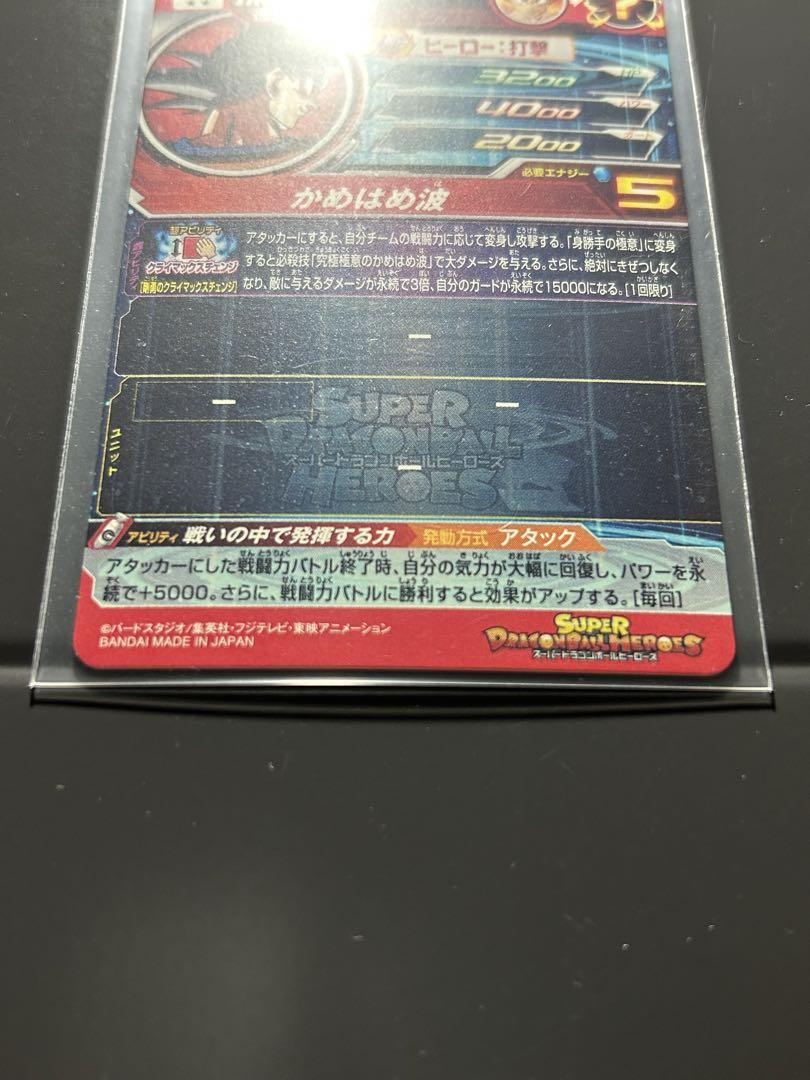 ヒーロー:打撃
3200
4000
2000
必要エナジー 5
かめはめ波
超アビリティ
クライマックスチェンジ
[剛勇のクライマックスチェンジ]
アタッカーにすると、自分チームの戦闘力に応じて変身し攻撃する。「身勝手の極意」に変身
すると必殺技「究極極意のかめはめ波」で大ダメージを与える。さらに、絶対にきぜつしなく
なり、敵に与えるダメージが永続で3倍、自分のガードが永続で15000になる。[1回限り]
ー
ユニット
ー ー
SUPER
DRAGONBALL
スーパードラゴンボールヒーローズ
HEROES
ー
アビリティ 戦いの中で発揮する力 発動方式 アタック
アタッカーにした戦闘力バトル終了時、自分の気力が大幅に回復し、パワーを永
続で+5000。さらに、戦闘力バトルに勝利すると効果がアップする。[毎回]
©バードスタジオ/集英社・フジテレビ・東映アニメーション
BANDAI MADE IN JAPAN
SUPER
DRAGONBALL HEROES
スーパードラゴンボールヒーローズ